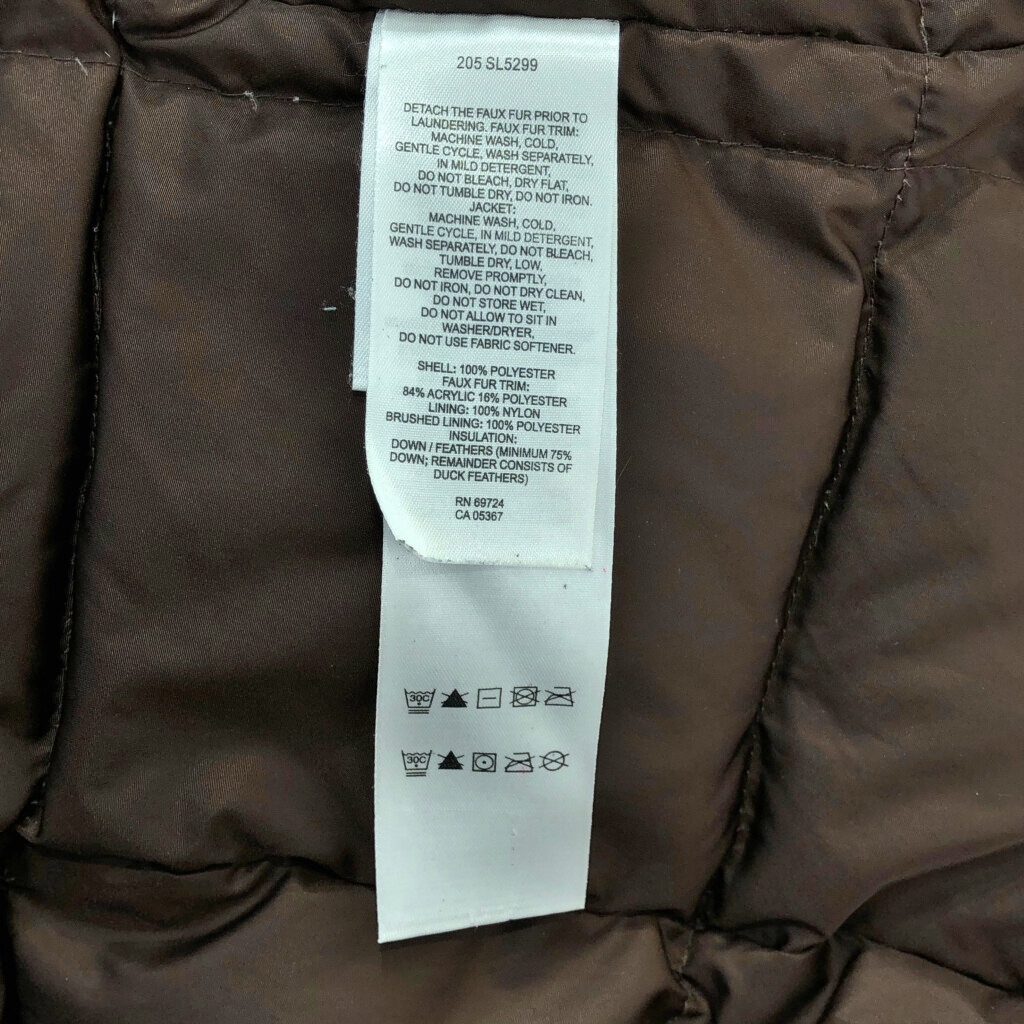 205 SL5299
DETACH THE FAUX FUR PRIOR TO
LAUNDERING. FAUX FUR TRIM:
MACHINE WASH, COLD,
GENTLE CYCLE, WASH SEPARATELY,
IN MILD DETERGENT,
DO NOT BLEACH, DRY FLAT,
DO NOT TUMBLE DRY, DO NOT IRON.
JACKET:
MACHINE WASH, COLD,
GENTLE CYCLE, IN MILD DETERGENT,
WASH SEPARATELY, DO NOT BLEACH,
TUMBLE DRY, LOW,
REMOVE PROMPTLY,
DO NOT IRON, DO NOT DRY CLEAN,
DO NOT STORE WET,
DO NOT ALLOW TO SIT IN
WASHER/DRYER,
DO NOT USE FABRIC SOFTENER.
SHELL: 100% POLYESTER
FAUX FUR TRIM:
84% ACRYLIC 16% POLYESTER
LINING: 100% NYLON
BRUSHED LINING: 100% POLYESTER
INSULATION:
DOWN / FEATHERS (MINIMUM 75%
DOWN; REMAINDER CONSISTS OF
DUCK FEATHERS)
RN 69724
CA 05367
30C
30C